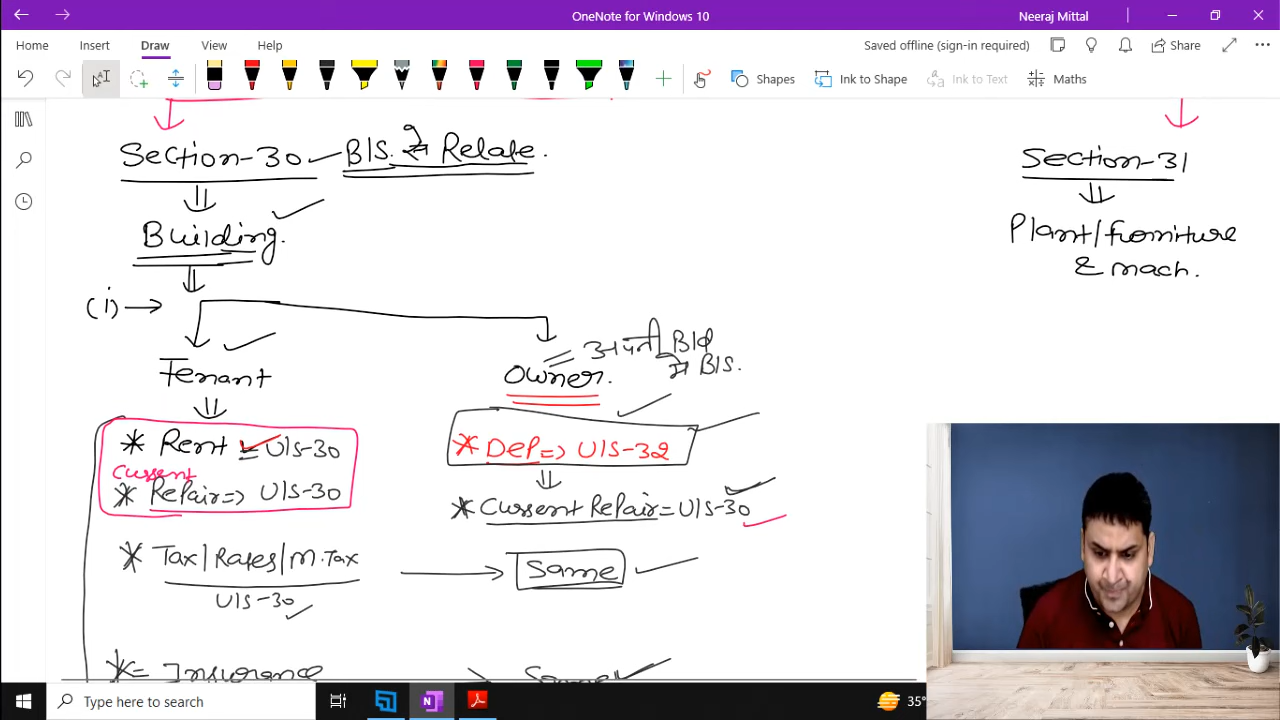 OneNote for Windows 10
Neeraj Mittal
Home Insert Draw View Help
Saved offline (sign-in required)
Share
Shapes
Ink to Shape
Ink to Text
Maths
Section-30
B/S. से Relate.
Section-31
Building.
Plant/furniture
& mach.
(i)
Tenant
Owner.
अपनी Bld
में B/S.
* Rent = U/S-30
Current
* Repair => U/S-30
* Dep => U/S-32
* Current Repair = U/S-30
* Tax/Rates/M.Tax
U/S-30
Same
*= Insurance
Same
Type here to search
35°